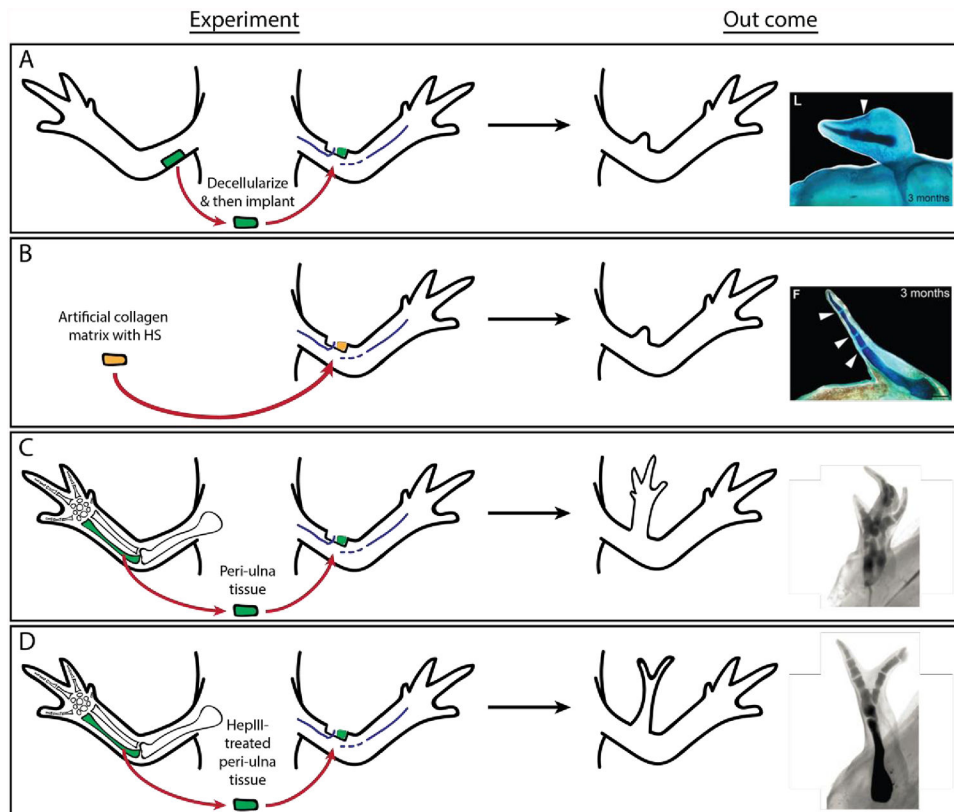 Experiment
Out come
A
Decellularize
& then implant
L
3 months
B
Artificial collagen
matrix with HS
F
3 months
C
Peri-ulna
tissue
D
HepIII-
treated
peri-ulna
tissue